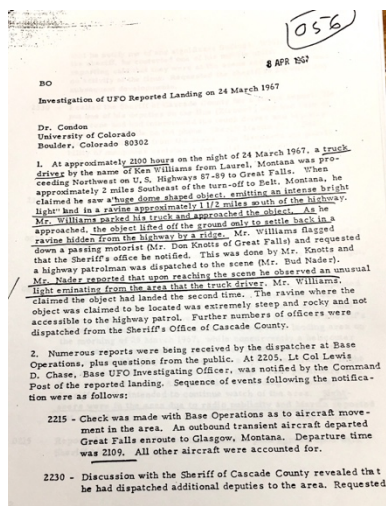 056
8 APR 1967
BO
Investigation of UFO Reported Landing on 24 March 1967
Dr. Condon
University of Colorado
Boulder, Colorado 80302
1. At approximately 2100 hours on the night of 24 March 1967, a truck
driver by the name of Ken Williams from Laurel, Montana was pro-
ceeding Northwest on U.S. Highways 87-89 to Great Falls. When
approximately 2 miles Southeast of the turn-off to Belt, Montana, he
claimed he saw a "huge dome shaped object, emitting an intense bright
light" land in a ravine approximately 1 1/2 miles south of the highway.
Mr. Williams parked his truck and approached the object. As he
approached, the object lifted off the ground only to settle back in a
ravine hidden from the highway by a ridge. Mr. Williams flagged
down a passing motorist (Mr. Don Knotts of Great Falls) and requested
that the Sheriff's office be notified. This was done by Mr. Knotts and
a highway patrolman was dispatched to the scene (Mr. Bud Nader).
Mr. Nader reported that upon reaching the scene he observed an unusual
light eminating from the area that the truck driver, Mr. Williams,
claimed the object had landed the second time. The ravine where the
object was claimed to be located was extremely steep and rocky and not
accessible to the highway patrol. Further numbers of officers were
dispatched from the Sheriff's Office of Cascade County.
2. Numerous reports were being received by the dispatcher at Base
Operations, plus questions from the public. At 2205, Lt Col Lewis
D. Chase, Base UFO Investigating Officer, was notified by the Command
Post of the reported landing. Sequence of events following the notifica-
tion were as follows:
2215 - Check was made with Base Operations as to aircraft move-
ment in the area. An outbound transient aircraft departed
Great Falls enroute to Glasgow, Montana. Departure time
was 2109. All other aircraft were accounted for.
2230 - Discussion with the Sheriff of Cascade County revealed that
he had dispatched additional deputies to the area. Requested